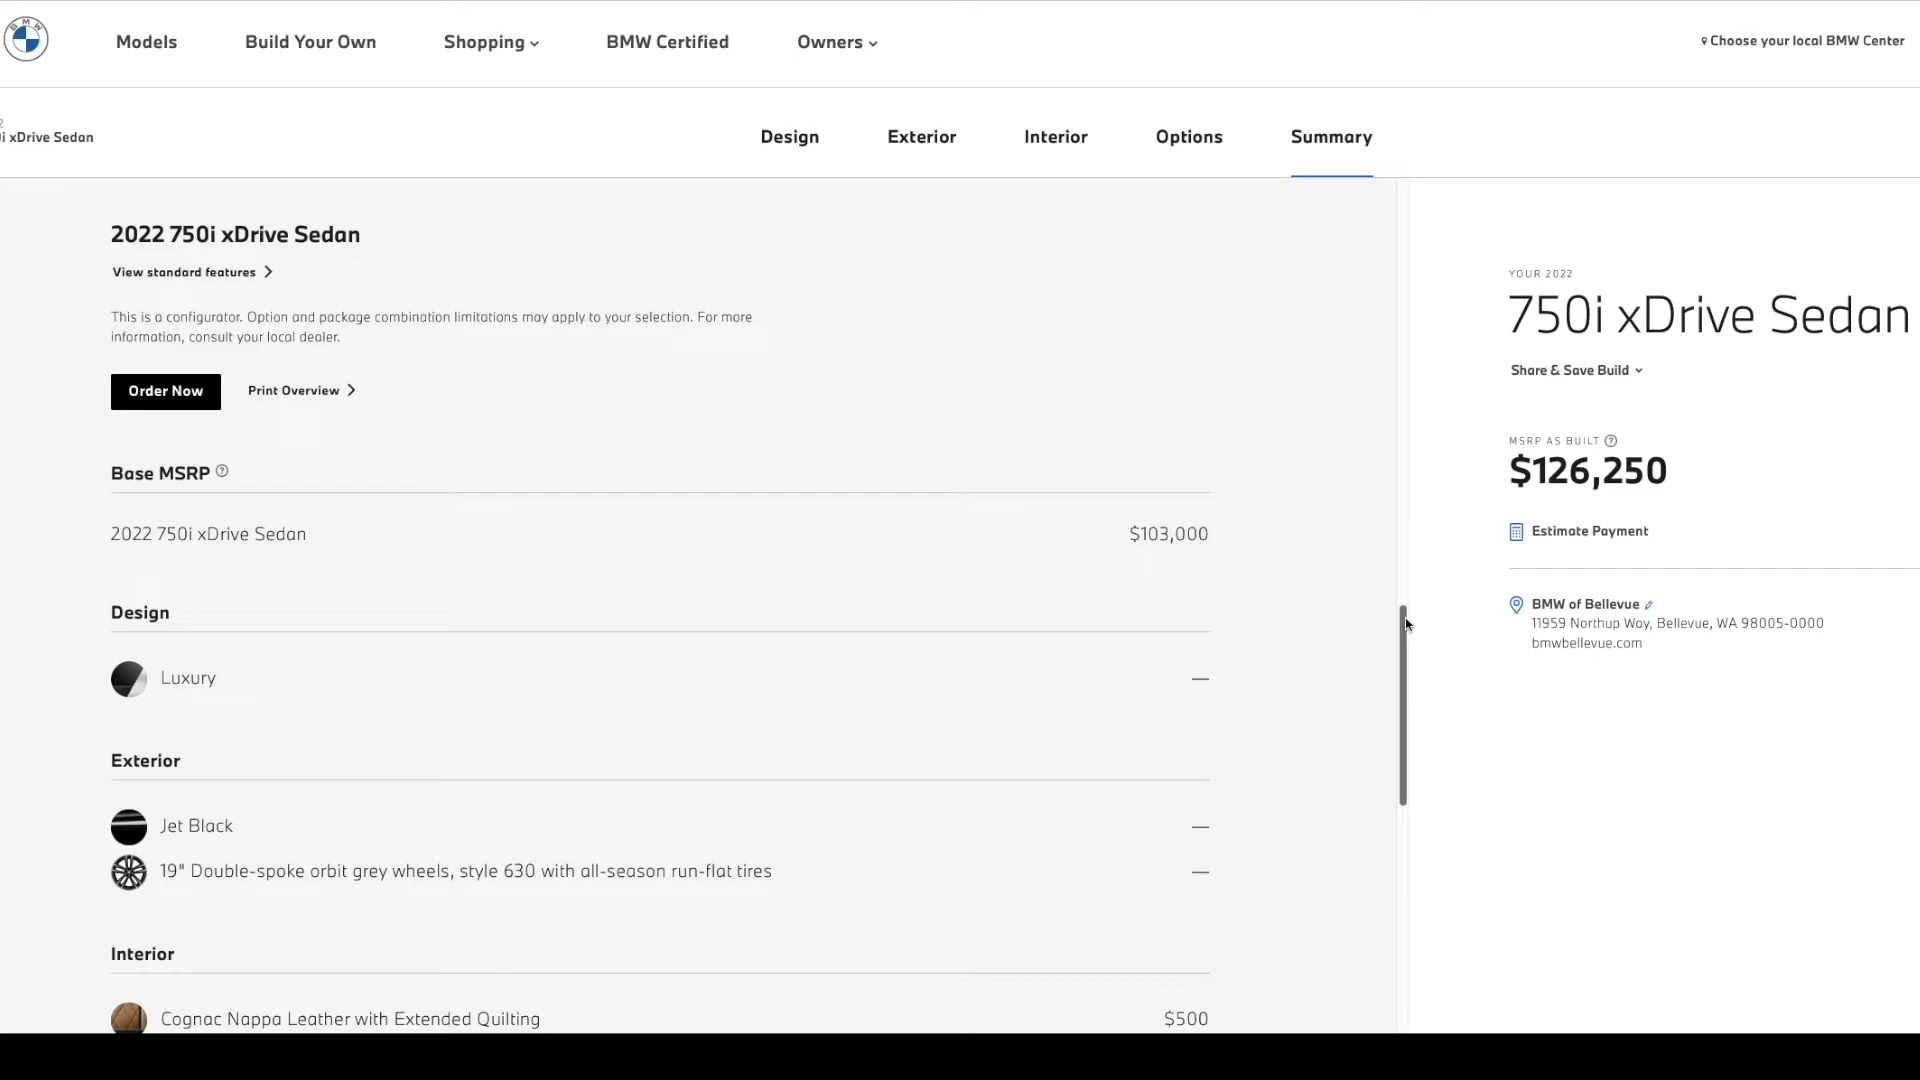 BMW
Models
Build Your Own
Shopping
BMW Certified
Owners
Choose your local BMW Center
i xDrive Sedan
Design
Exterior
Interior
Options
Summary
2022 750i xDrive Sedan
View standard features
This is a configurator. Option and package combination limitations may apply to your selection. For more
information, consult your local dealer.
Order Now
Print Overview
Base MSRP ?
2022 750i xDrive Sedan $103,000
Design
Luxury —
Exterior
Jet Black —
19" Double-spoke orbit grey wheels, style 630 with all-season run-flat tires —
Interior
Cognac Nappa Leather with Extended Quilting $500
YOUR 2022
750i xDrive Sedan
Share & Save Build
MSRP AS BUILT ?
$126,250
Estimate Payment
BMW of Bellevue
11959 Northup Way, Bellevue, WA 98005-0000
bmwbellevue.com